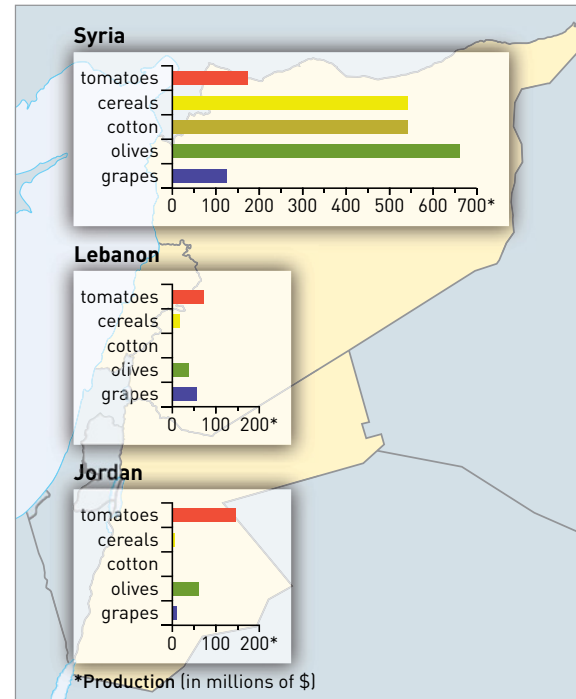 Syria
tomatoes
cereals
cotton
olives
grapes
0 100 200 300 400 500 600 700*
Lebanon
tomatoes
cereals
cotton
olives
grapes
0 100 200*
Jordan
tomatoes
cereals
cotton
olives
grapes
0 100 200*
*Production (in millions of $)